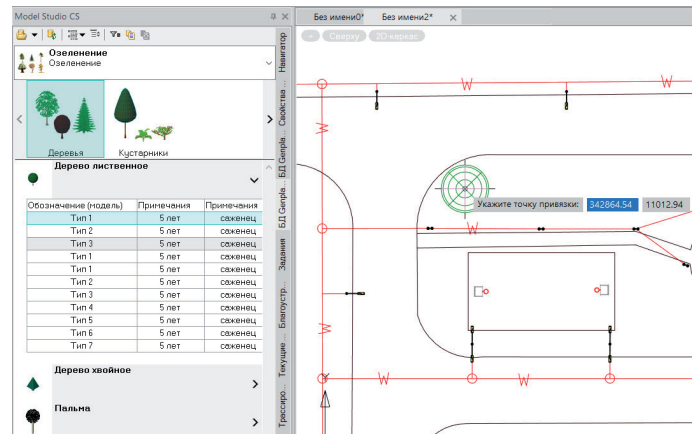 Model Studio CS
Озеленение
Озеленение
Деревья
Кустарники
Дерево лиственное
Обозначение (модель) Примечания Примечания
Тип 1 5 лет саженец
Тип 2 5 лет саженец
Тип 3 5 лет саженец
Тип 1 5 лет саженец
Тип 1 5 лет саженец
Тип 2 5 лет саженец
Тип 3 5 лет саженец
Тип 4 5 лет саженец
Тип 5 5 лет саженец
Тип 6 5 лет саженец
Тип 7 5 лет саженец
Дерево хвойное
Пальма
Навигатор
Свойства...
БД Genpla...
БД Genpla...
Задания
Благоустр...
Текущие ...
Трассиро...
Без имени0*
Без имени2*
Сверху
2D-каркас
W W
W
Укажите точку привязки: 342864.54 11012.94
W
W
W W
Y